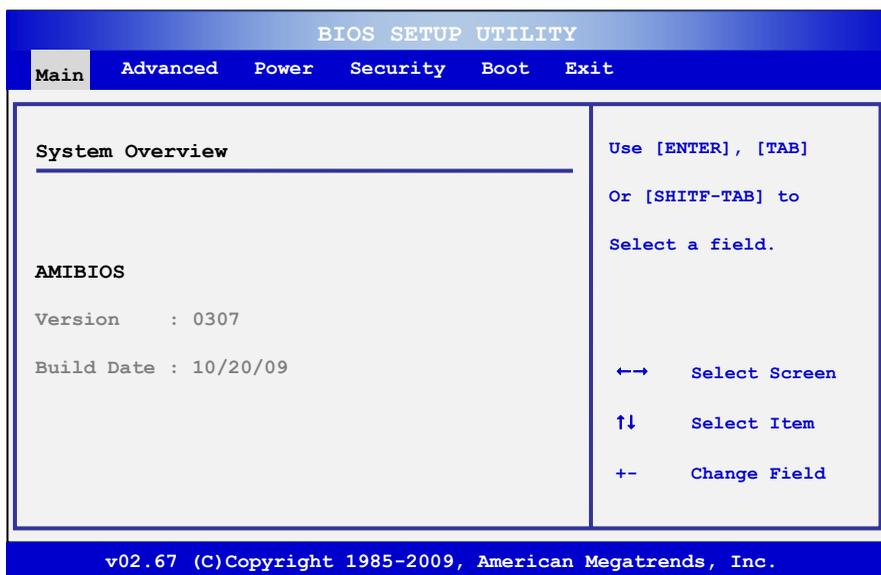 BIOS SETUP UTILITY
Main Advanced Power Security Boot Exit
System Overview
AMIBIOS
Version : 0307
Build Date : 10/20/09
Use [ENTER], [TAB]
Or [SHITF-TAB] to
Select a field.
←→ Select Screen
↑↓ Select Item
+- Change Field
v02.67 (C)Copyright 1985-2009, American Megatrends, Inc.